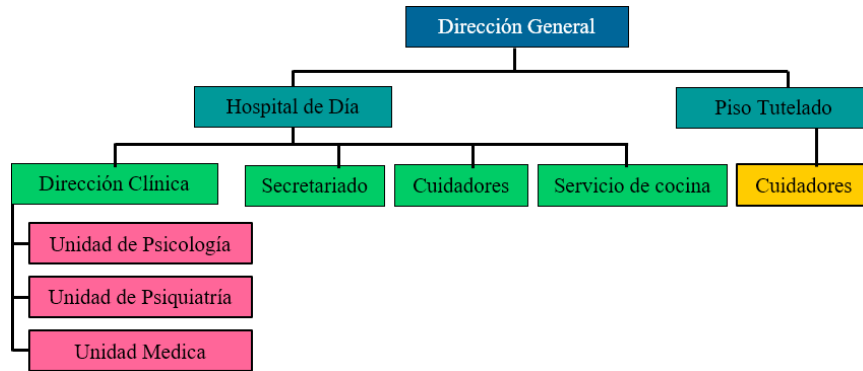 Dirección General
Hospital de Día
Piso Tutelado
Dirección Clínica
Secretariado
Cuidadores
Servicio de cocina
Cuidadores
Unidad de Psicología
Unidad de Psiquiatría
Unidad Medica